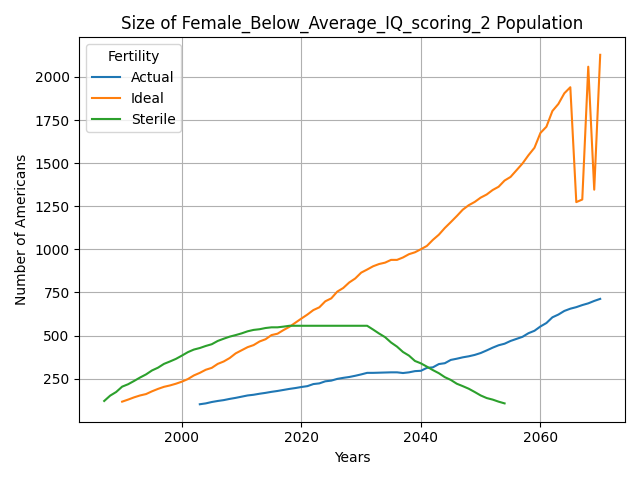 Size of Female_Below_Average_IQ_scoring_2 Population
Fertility
Actual
Ideal
Sterile
Number of Americans
2000
1750
1500
1250
1000
750
500
250
2000
2020
2040
2060
Years